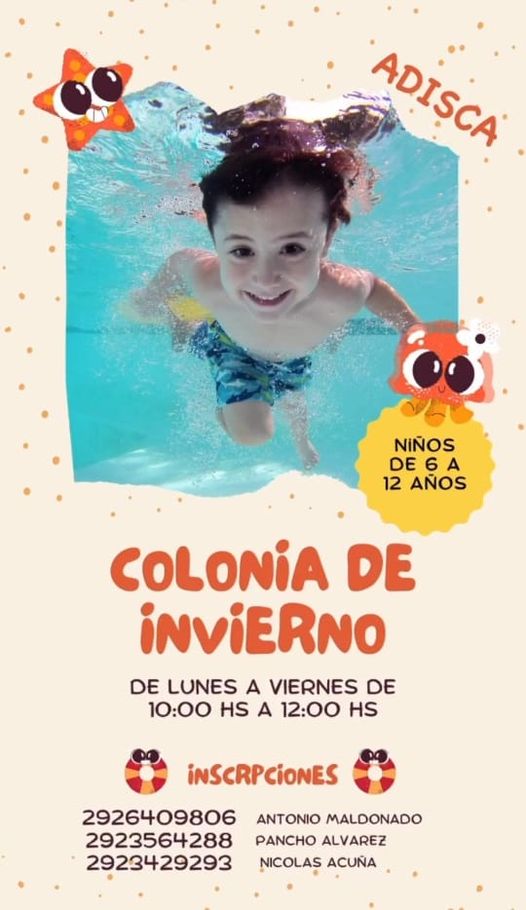 ADISCA
NIÑOS
DE 6 A
12 AÑOS
COLONiA DE
iNViERNO
DE LUNES A VIERNES DE
10:00 HS A 12:00 HS
iNSCRPCiONES
2926409806 ANTONIO MALDONADO
2923564288 PANCHO ALVAREZ
2923429293 NICOLAS ACUÑA